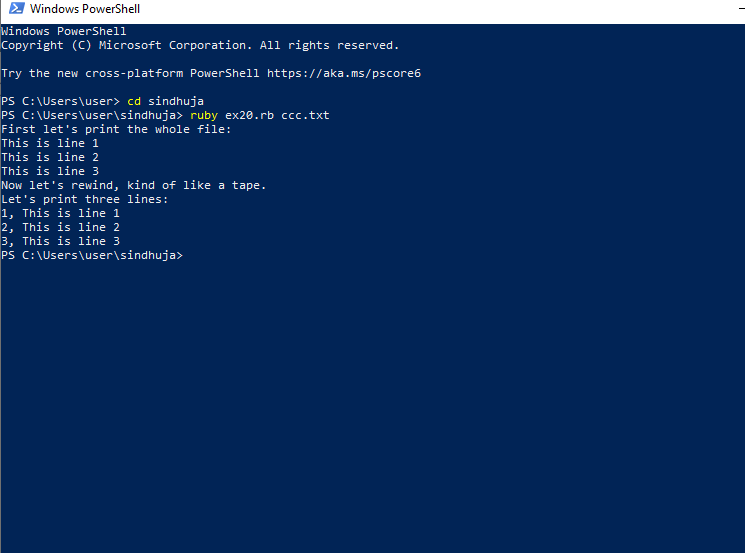 Windows PowerShell
Windows PowerShell
Copyright (C) Microsoft Corporation. All rights reserved.
Try the new cross-platform PowerShell https://aka.ms/pscore6
PS C:\Users\user> cd sindhuja
PS C:\Users\user\sindhuja> ruby ex20.rb ccc.txt
First let's print the whole file:
This is line 1
This is line 2
This is line 3
Now let's rewind, kind of like a tape.
Let's print three lines:
1, This is line 1
2, This is line 2
3, This is line 3
PS C:\Users\user\sindhuja>